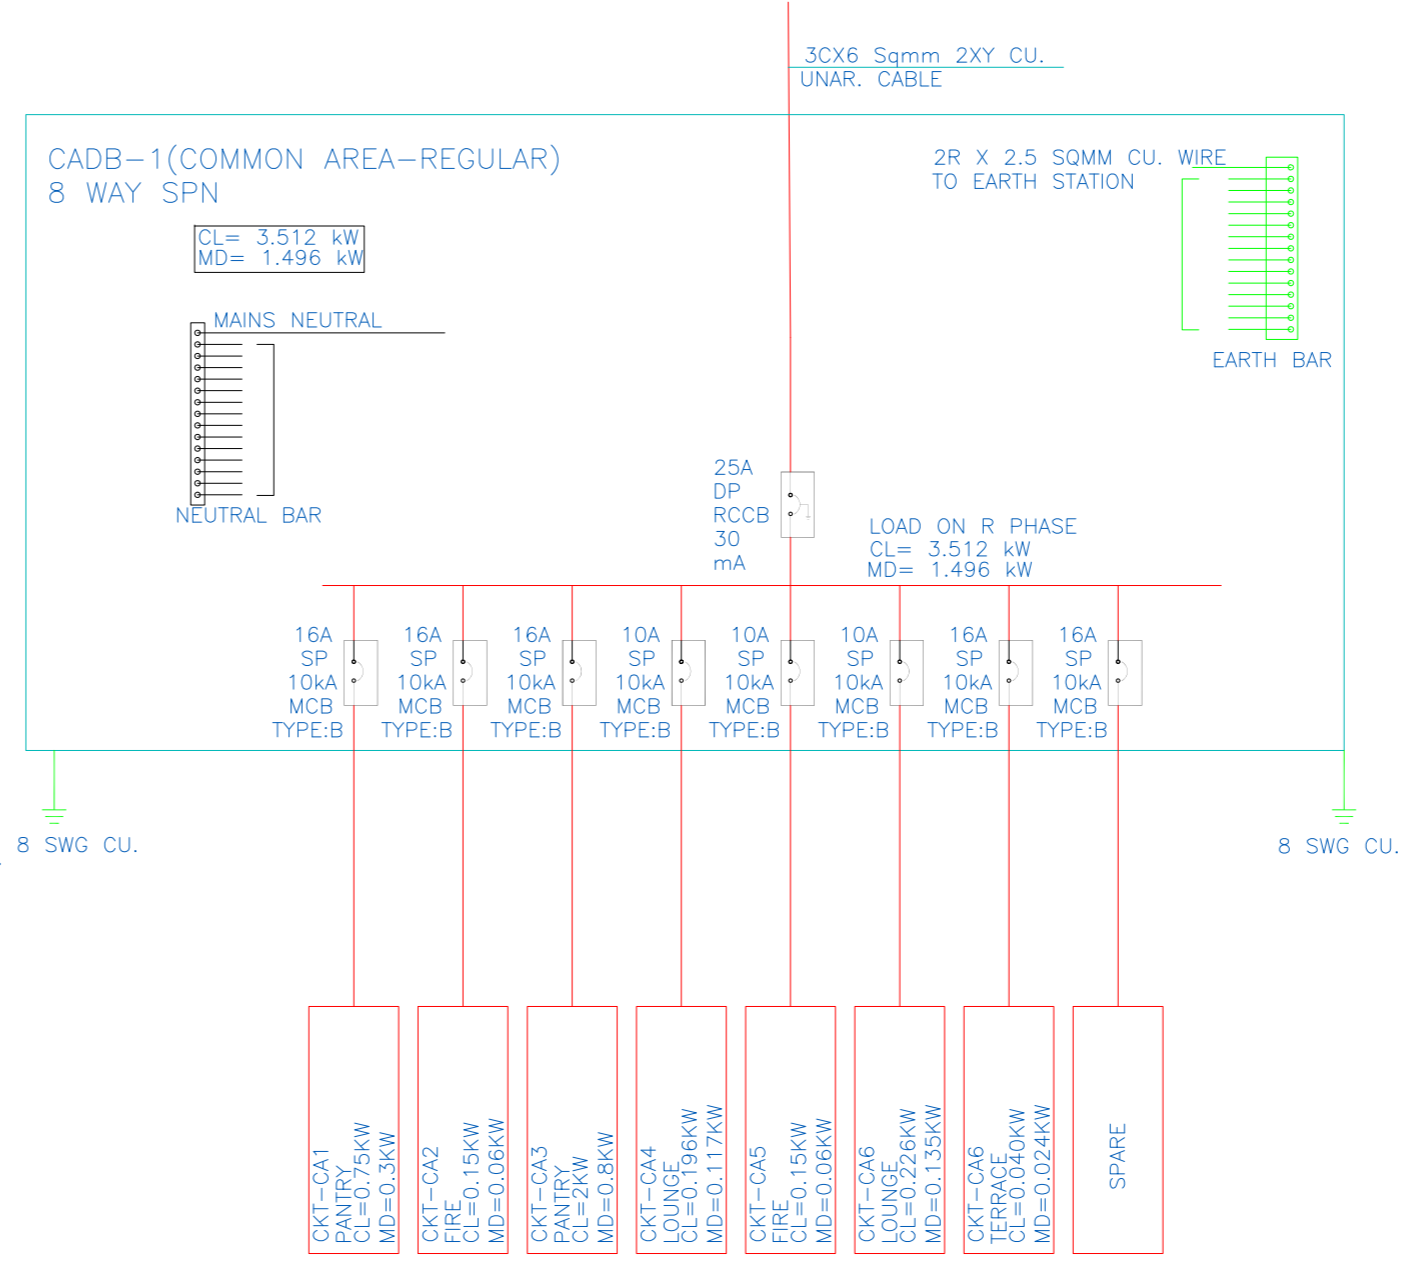 3CX6 Sqmm 2XY CU.
UNAR. CABLE
CADB-1(COMMON AREA-REGULAR)
8 WAY SPN
CL= 3.512 kW
MD= 1.496 kW
2R X 2.5 SQMM CU. WIRE
TO EARTH STATION
MAINS NEUTRAL
EARTH BAR
NEUTRAL BAR
25A
DP
RCCB
30
mA
LOAD ON R PHASE
CL= 3.512 kW
MD= 1.496 kW
16A
SP
10kA
MCB
TYPE:B
16A
SP
10kA
MCB
TYPE:B
16A
SP
10kA
MCB
TYPE:B
10A
SP
10kA
MCB
TYPE:B
10A
SP
10kA
MCB
TYPE:B
10A
SP
10kA
MCB
TYPE:B
16A
SP
10kA
MCB
TYPE:B
16A
SP
10kA
MCB
TYPE:B
8 SWG CU.
8 SWG CU.
CKT-CA1
PANTRY
CL=0.75KW
MD=0.3KW
CKT-CA2
FIRE
CL=0.15KW
MD=0.06KW
CKT-CA3
PANTRY
CL=2KW
MD=0.8KW
CKT-CA4
LOUNGE
CL=0.196KW
MD=0.117KW
CKT-CA5
FIRE
CL=0.15KW
MD=0.06KW
CKT-CA6
LOUNGE
CL=0.226KW
MD=0.135KW
CKT-CA6
TERRACE
CL=0.040KW
MD=0.024KW
SPARE